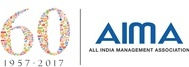 60
1957-2017
AIMA
ALL INDIA MANAGEMENT ASSOCIATION